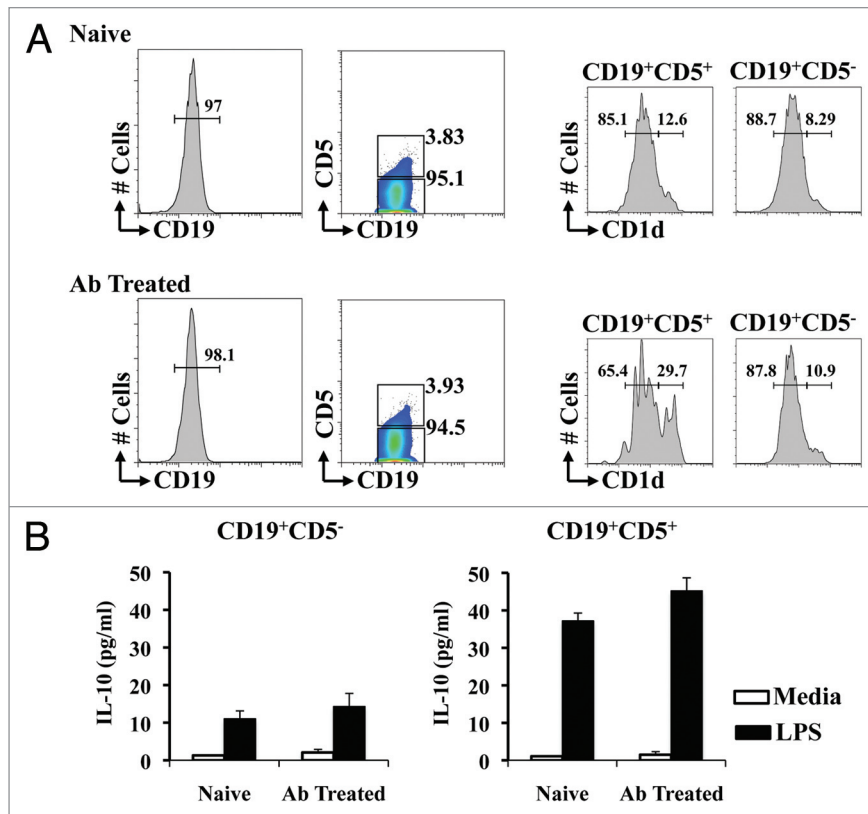 A
Naive
97
# Cells
CD19
3.83
95.1
CD5
CD19
CD19+CD5+
85.1
12.6
# Cells
CD1d
CD19+CD5-
88.7
8.29
Ab Treated
98.1
# Cells
CD19
3.93
94.5
CD5
CD19
CD19+CD5+
65.4
29.7
# Cells
CD1d
CD19+CD5-
87.8
10.9
B
CD19+CD5-
50
40
30
20
10
0
IL-10 (pg/ml)
Naive
Ab Treated
CD19+CD5+
50
40
30
20
10
0
IL-10 (pg/ml)
Naive
Ab Treated
Media
LPS